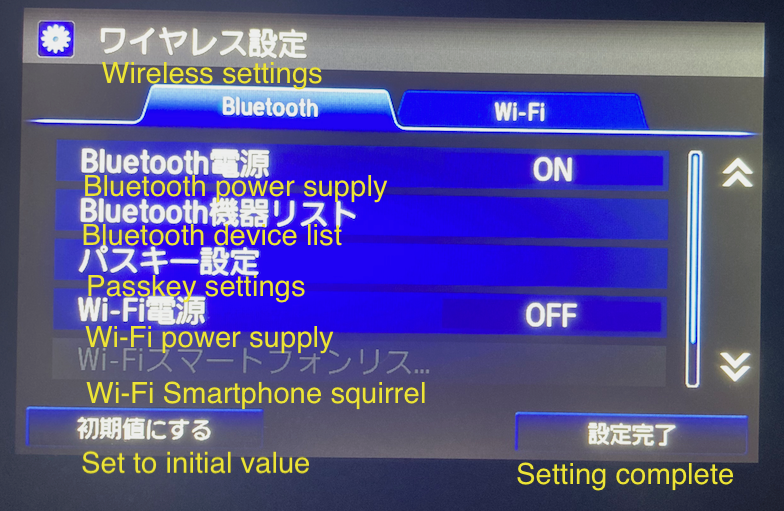 ワイヤレス設定
Wireless settings
Bluetooth
Wi-Fi
Bluetooth電源 ON
Bluetooth power supply
Bluetooth機器リスト
Bluetooth device list
パスキー設定
Passkey settings
Wi-Fi電源 OFF
Wi-Fi power supply
Wi-Fiスマートフォンリス...
Wi-Fi Smartphone squirrel
初期値にする
Set to initial value
設定完了
Setting complete